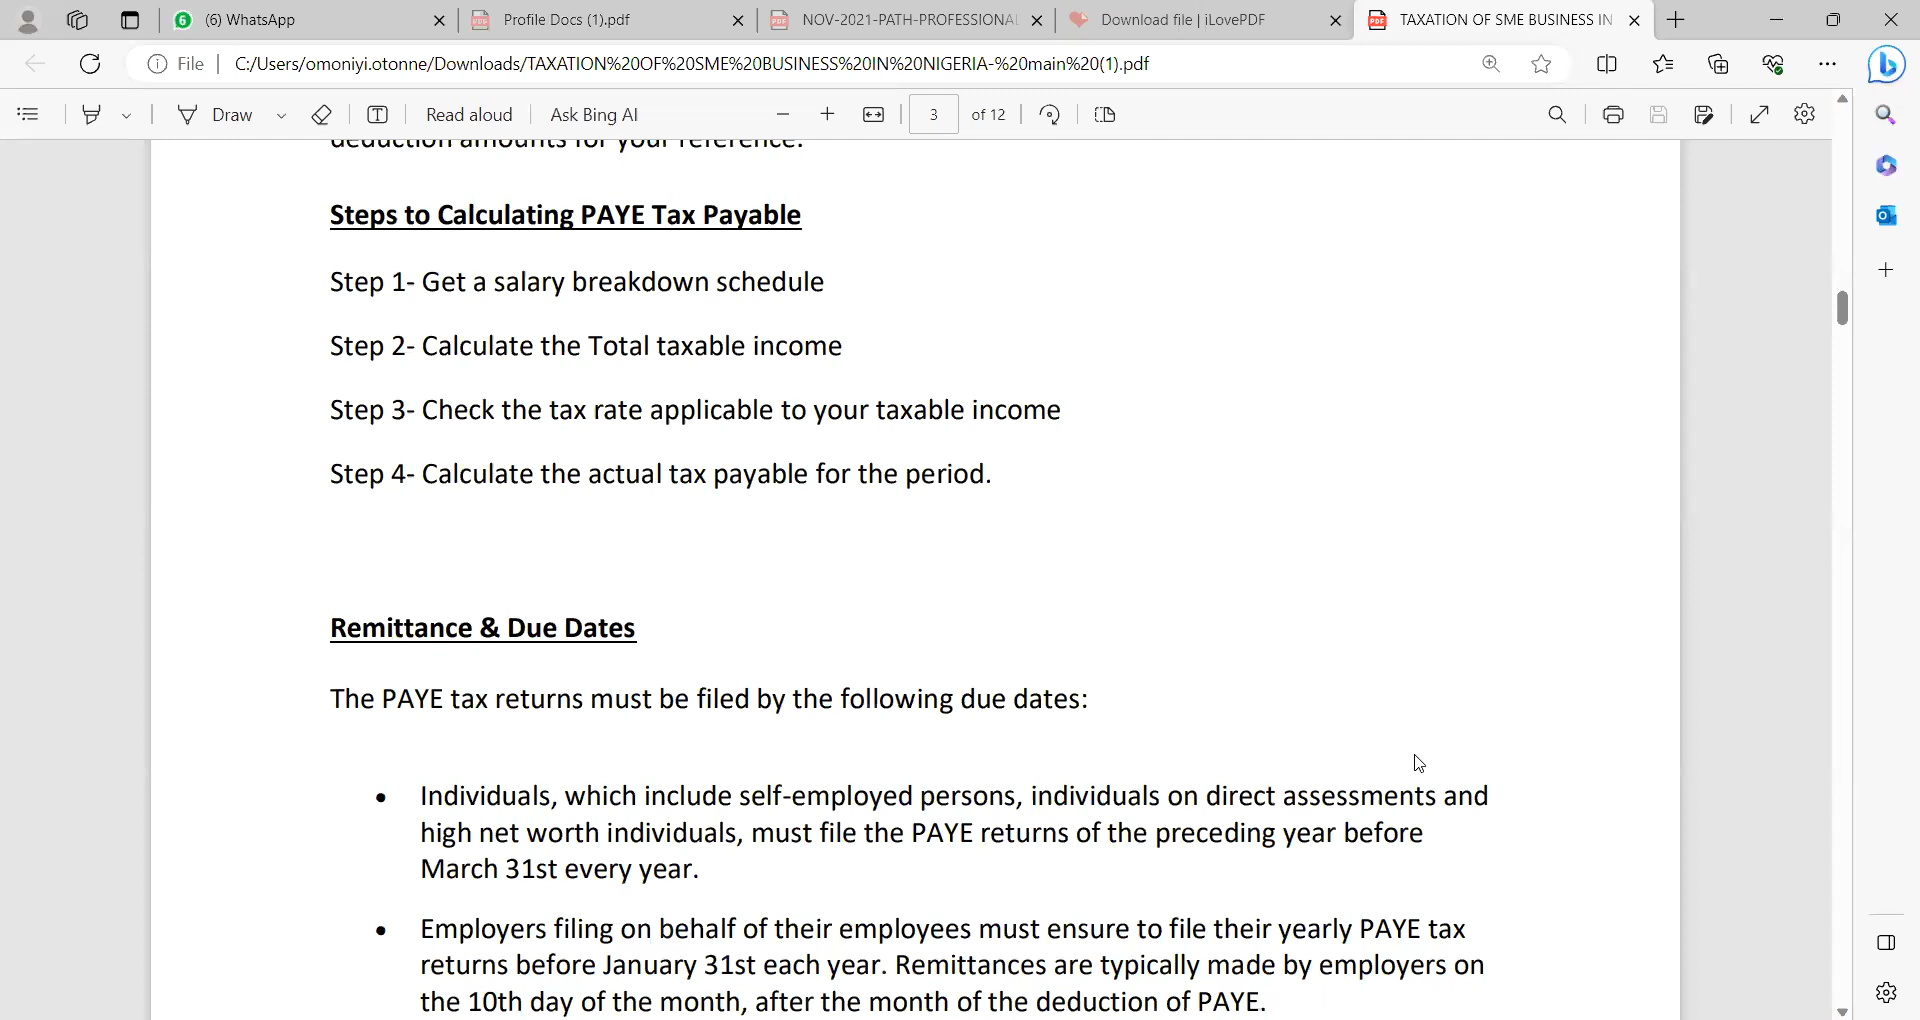 (6) WhatsApp
Profile Docs (1).pdf
NOV-2021-PATH-PROFESSIONAL
Download file | iLovePDF
TAXATION OF SME BUSINESS IN
File
C:/Users/omoniyi.otonne/Downloads/TAXATION%20OF%20SME%20BUSINESS%20IN%20NIGERIA-%20main%20(1).pdf
Draw
Read aloud
Ask Bing AI
3
of 12
deduction amounts for your reference.
Steps to Calculating PAYE Tax Payable
Step 1- Get a salary breakdown schedule
Step 2- Calculate the Total taxable income
Step 3- Check the tax rate applicable to your taxable income
Step 4- Calculate the actual tax payable for the period.
Remittance & Due Dates
The PAYE tax returns must be filed by the following due dates:
• Individuals, which include self-employed persons, individuals on direct assessments and
high net worth individuals, must file the PAYE returns of the preceding year before
March 31st every year.
• Employers filing on behalf of their employees must ensure to file their yearly PAYE tax
returns before January 31st each year. Remittances are typically made by employers on
the 10th day of the month, after the month of the deduction of PAYE.